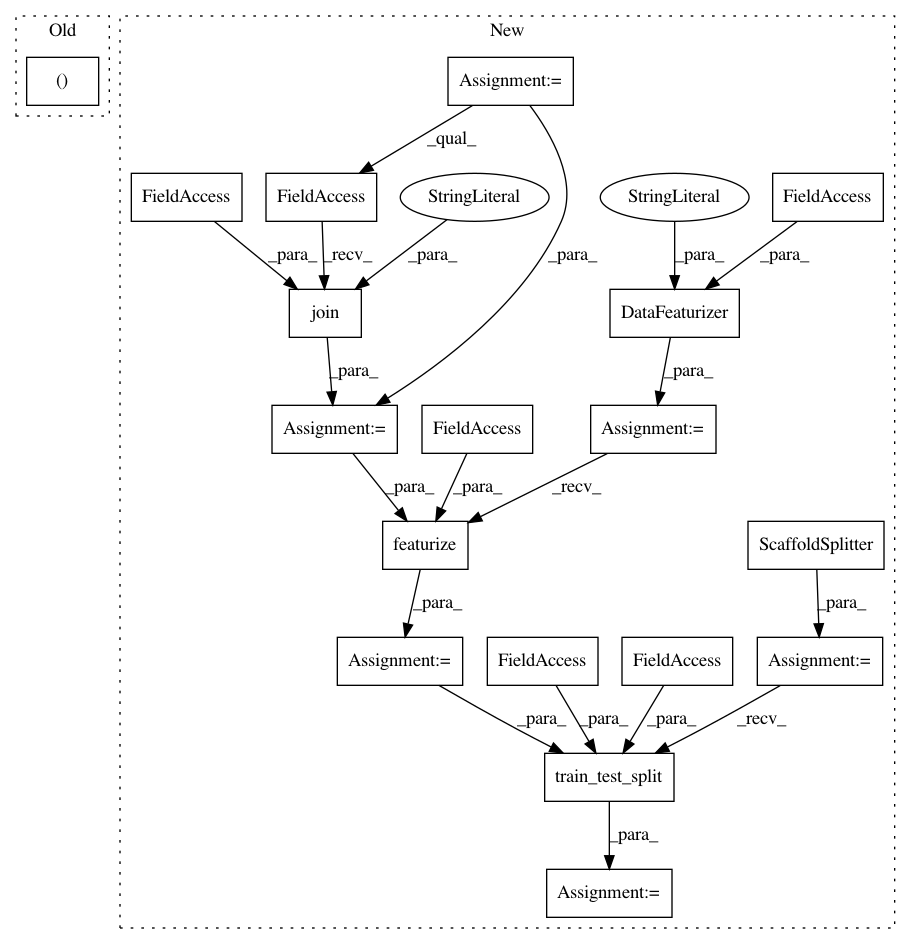 Old
New
()
Assignment:=
_qual_
FieldAccess
FieldAccess
StringLiteral
StringLiteral
FieldAccess
_para_
_recv_
_para_
_para_
_para_
_para_
join
DataFeaturizer
_para_
_para_
Assignment:=
FieldAccess
Assignment:=
_para_
_para_
_recv_
featurize
ScaffoldSplitter
_para_
_para_
Assignment:=
FieldAccess
FieldAccess
Assignment:=
_para_
_para_
_para_
_recv_
train_test_split
_para_
Assignment:=